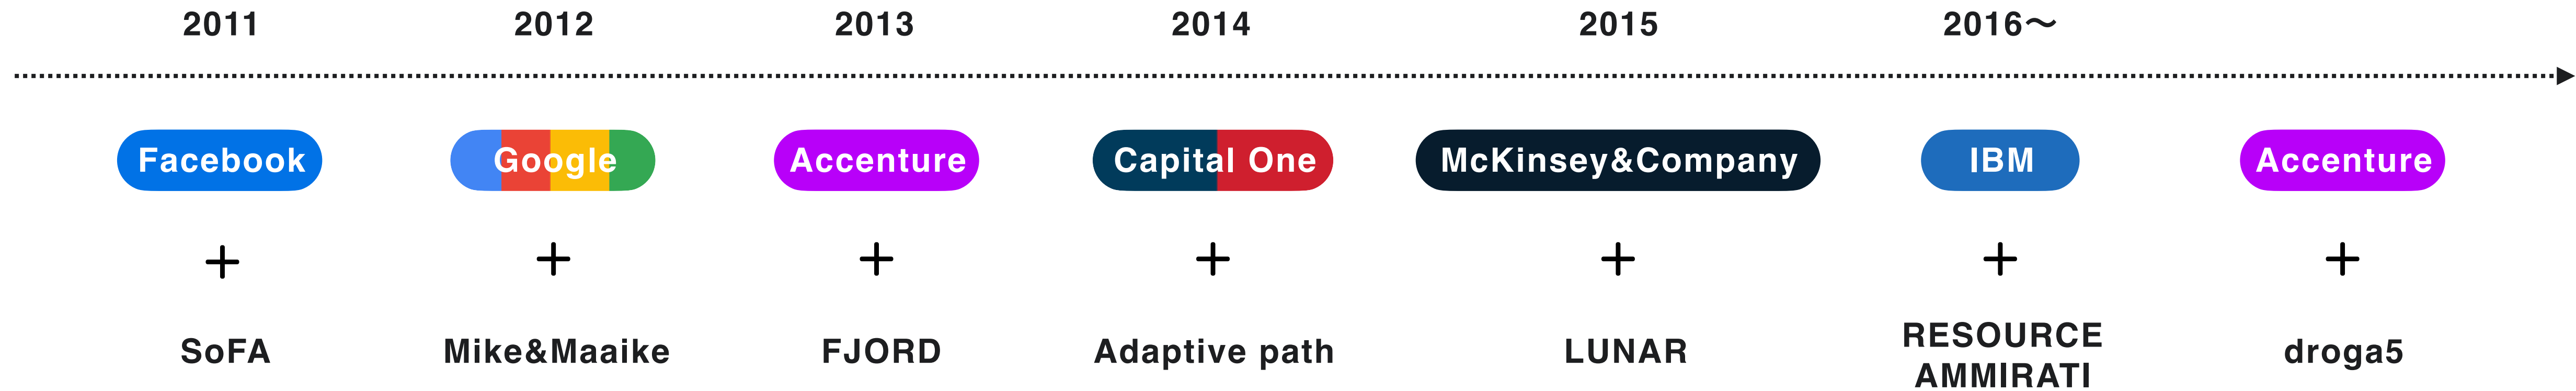 2011
2012
2013
2014
2015
2016〜
Facebook
Google
Accenture
Capital One
McKinsey&Company
IBM
Accenture
+
+
+
+
+
+
+
SoFA
Mike&Maaike
FJORD
Adaptive path
LUNAR
RESOURCE
AMMIRATI
droga5